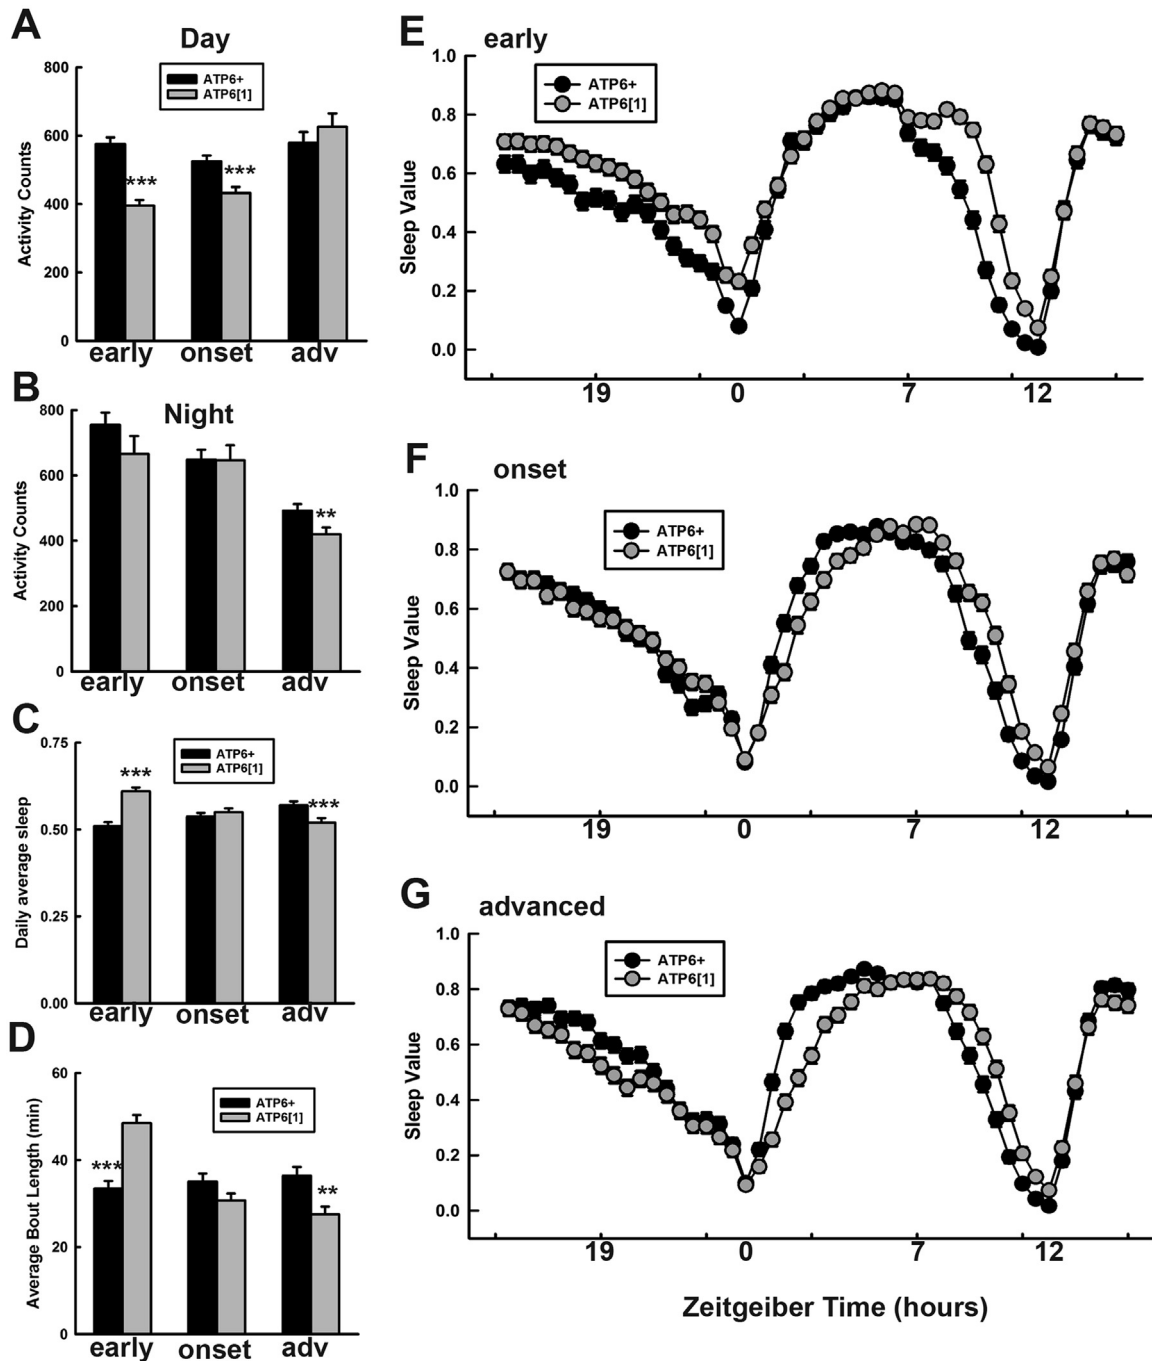 A
Day
800
600
400
200
0
Activity Counts
ATP6+
ATP6[1]
***
***
early onset adv
B
Night
800
600
400
200
0
Activity Counts
**
early onset adv
C
0.75
0.50
0.25
0.00
Daily average sleep
ATP6+
ATP6[1]
***
***
early onset adv
D
60
40
20
0
Average Bout Length (min)
ATP6+
ATP6[1]
***
**
early onset adv
E
early
1.0
0.8
0.6
0.4
0.2
0.0
Sleep Value
ATP6+
ATP6[1]
19 0 7 12
F
onset
1.0
0.8
0.6
0.4
0.2
0.0
Sleep Value
ATP6+
ATP6[1]
19 0 7 12
G
advanced
1.0
0.8
0.6
0.4
0.2
0.0
Sleep Value
ATP6+
ATP6[1]
19 0 7 12
Zeitgeiber Time (hours)